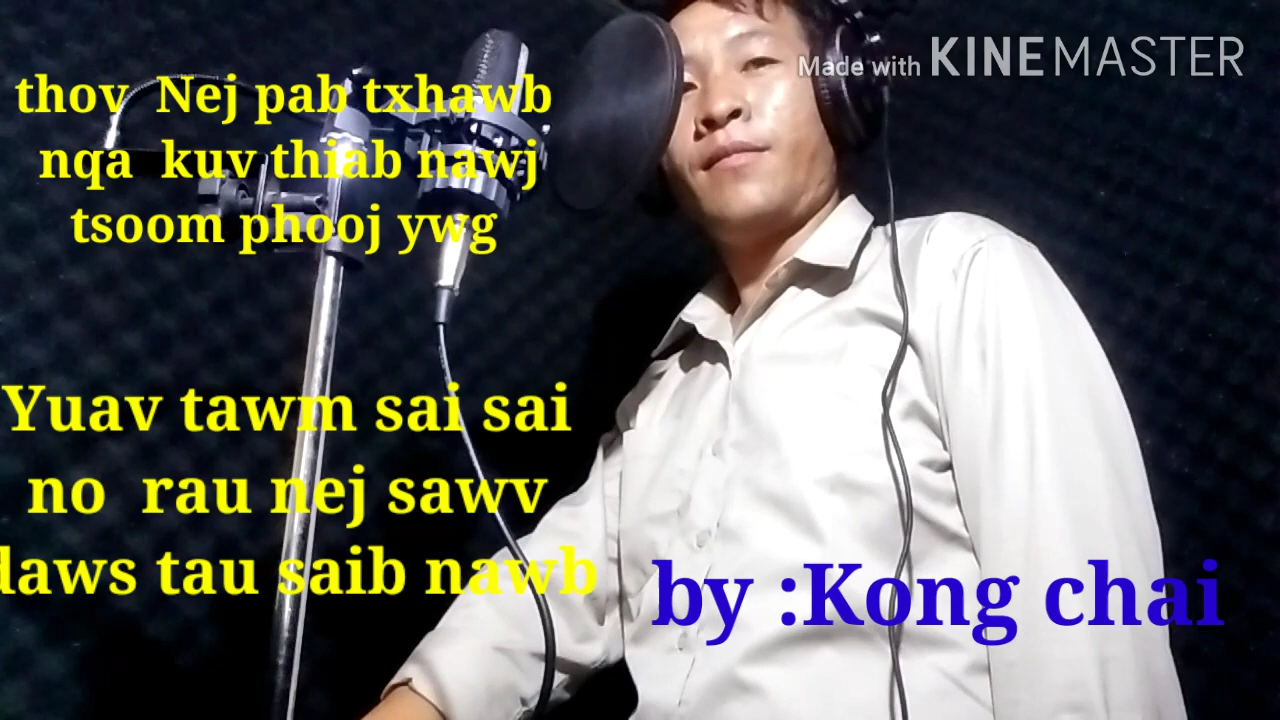 Made with KINEMASTER
thov Nej pab txhawb
nqa kuv thiab nawj
tsoom phooj ywg
Yuav tawm sai sai
no rau nej sawv
daws tau saib nawb
by :Kong chai